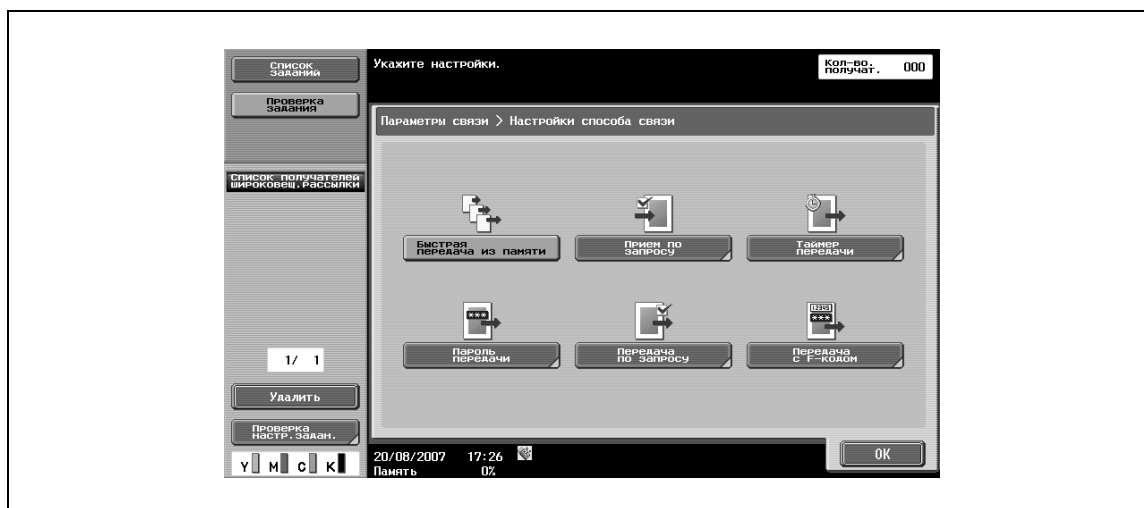 Список
заданий
Укажите настройки.
Кол-во.
получат.
000
Проверка
задания
Параметры связи > Настройки способа связи
Список получателей
широковещ.рассылки
Быстрая
передача из памяти
Прием по
запросу
Таймер
передачи
12345
***
***
Пароль
передачи
Передача
по запросу
Передача
с F-кодом
1/ 1
Удалить
Проверка
настр.задан.
OK
20/08/2007 17:26
Память 0%
Y M C K